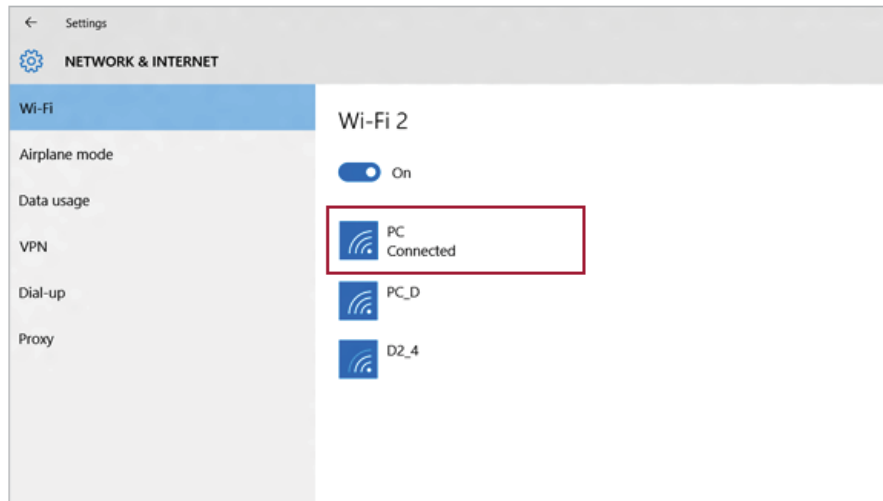 Settings
NETWORK & INTERNET
Wi-Fi
Airplane mode
Data usage
VPN
Dial-up
Proxy
Wi-Fi 2
On
PC
Connected
PC_D
D2_4